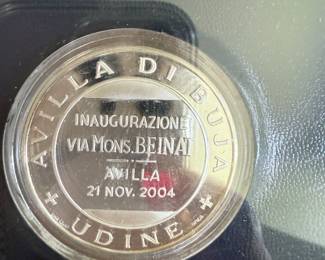 AVILLA DI BUJA
INAUGURAZIONE
VIA MONS. BEINAT
AVILLA
21 NOV. 2004
UDINE